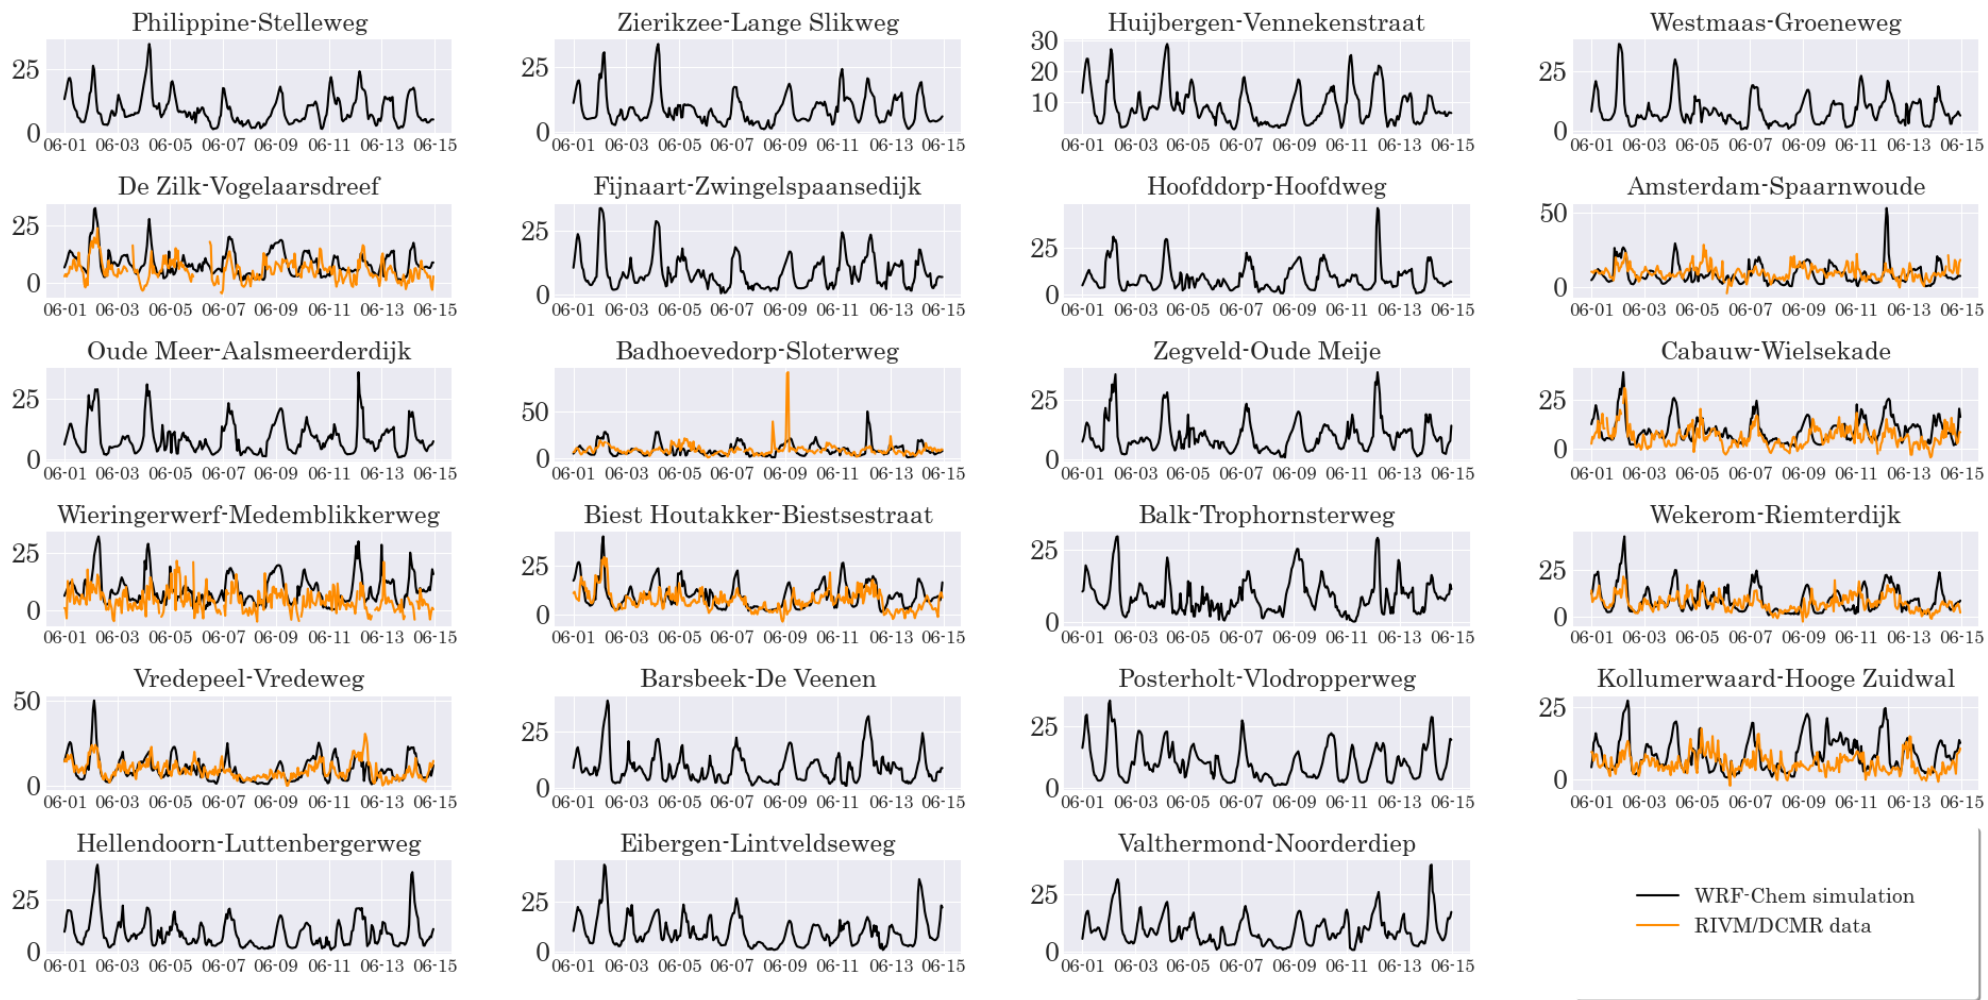 Philippine-Stelleweg
25
0
06-01 06-03 06-05 06-07 06-09 06-11 06-13 06-15
Zierikzee-Lange Slikweg
25
0
06-01 06-03 06-05 06-07 06-09 06-11 06-13 06-15
Huijbergen-Vennekenstraat
30
20
10
06-01 06-03 06-05 06-07 06-09 06-11 06-13 06-15
Westmaas-Groeneweg
25
0
06-01 06-03 06-05 06-07 06-09 06-11 06-13 06-15
De Zilk-Vogelaarsdreef
25
0
06-01 06-03 06-05 06-07 06-09 06-11 06-13 06-15
Fijnaart-Zwingelspaansedijk
25
0
06-01 06-03 06-05 06-07 06-09 06-11 06-13 06-15
Hoofddorp-Hoofdweg
25
0
06-01 06-03 06-05 06-07 06-09 06-11 06-13 06-15
Amsterdam-Spaarnwoude
50
0
06-01 06-03 06-05 06-07 06-09 06-11 06-13 06-15
Oude Meer-Aalsmeerderdijk
25
0
06-01 06-03 06-05 06-07 06-09 06-11 06-13 06-15
Badhoevedorp-Sloterweg
50
0
06-01 06-03 06-05 06-07 06-09 06-11 06-13 06-15
Zegveld-Oude Meije
25
0
06-01 06-03 06-05 06-07 06-09 06-11 06-13 06-15
Cabauw-Wielsekade
25
0
06-01 06-03 06-05 06-07 06-09 06-11 06-13 06-15
Wieringerwerf-Medemblikkerweg
25
0
06-01 06-03 06-05 06-07 06-09 06-11 06-13 06-15
Biest Houtakker-Biestsestraat
25
0
06-01 06-03 06-05 06-07 06-09 06-11 06-13 06-15
Balk-Trophornsterweg
25
0
06-01 06-03 06-05 06-07 06-09 06-11 06-13 06-15
Wekerom-Riemterdijk
25
0
06-01 06-03 06-05 06-07 06-09 06-11 06-13 06-15
Vredepeel-Vredeweg
50
0
06-01 06-03 06-05 06-07 06-09 06-11 06-13 06-15
Barsbeek-De Veenen
25
0
06-01 06-03 06-05 06-07 06-09 06-11 06-13 06-15
Posterholt-Vlodropperweg
25
0
06-01 06-03 06-05 06-07 06-09 06-11 06-13 06-15
Kollumerwaard-Hooge Zuidwal
25
0
06-01 06-03 06-05 06-07 06-09 06-11 06-13 06-15
Hellendoorn-Luttenbergerweg
25
0
06-01 06-03 06-05 06-07 06-09 06-11 06-13 06-15
Eibergen-Lintveldseweg
25
0
06-01 06-03 06-05 06-07 06-09 06-11 06-13 06-15
Valthermond-Noorderdiep
25
0
06-01 06-03 06-05 06-07 06-09 06-11 06-13 06-15
WRF-Chem simulation
RIVM/DCMR data